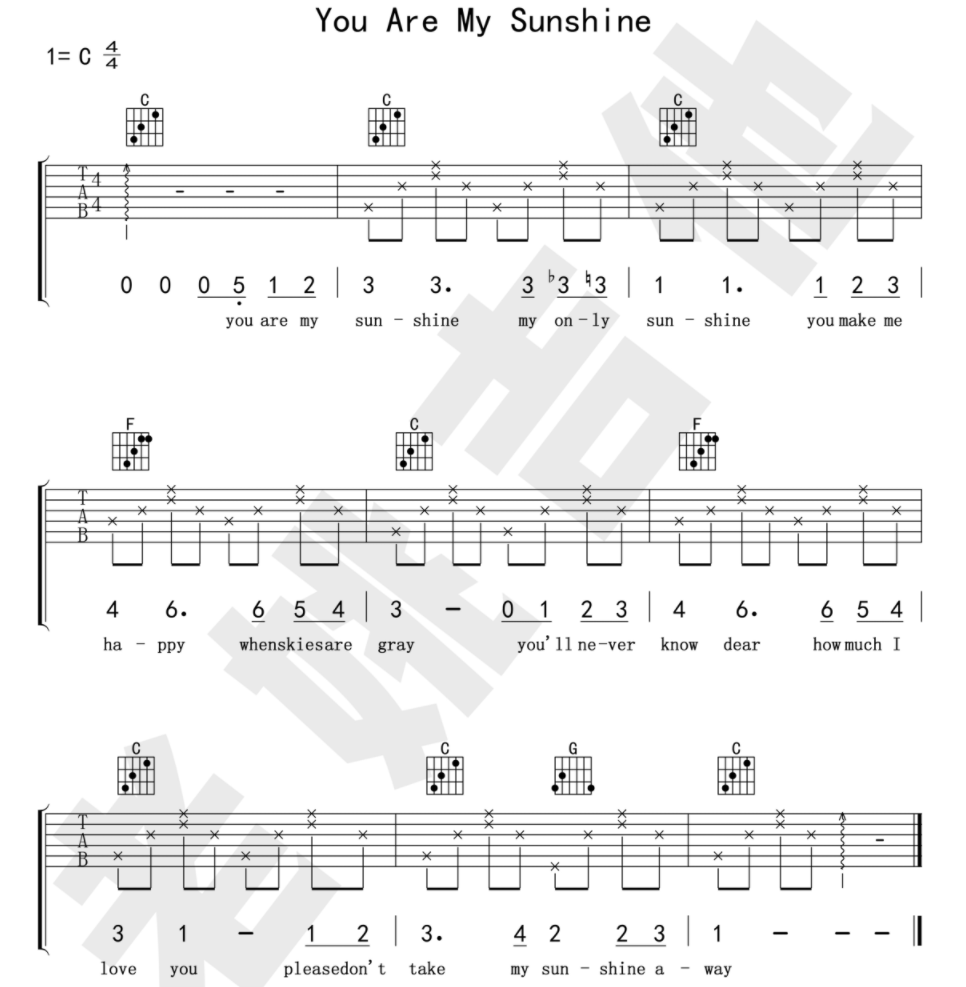 You Are My Sunshine
1= C 4/4
C C C
T A B 4 4
0 0 0 5 1 2 | 3 3. 3 ♭3 ♮3 | 1 1. 1 2 3
you are my sun - shine my on-ly sun - shine you make me
F C F
T A B
4 6. 6 5 4 | 3 - 0 1 2 3 | 4 6. 6 5 4
ha - ppy whenskiesare gray you'll ne-ver know dear how much I
C C G C
T A B
3 1 - 1 2 | 3. 4 2 2 3 | 1 - - -
love you pleasedon't take my sun - shine a - way
老姚吉他